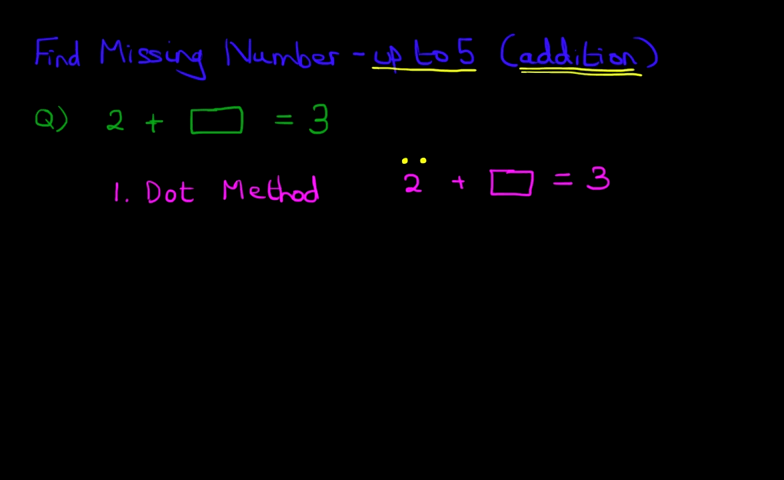 Find Missing Number - up to 5 (addition)
Q) 2 + □ = 3
1. Dot Method 2 + □ = 3